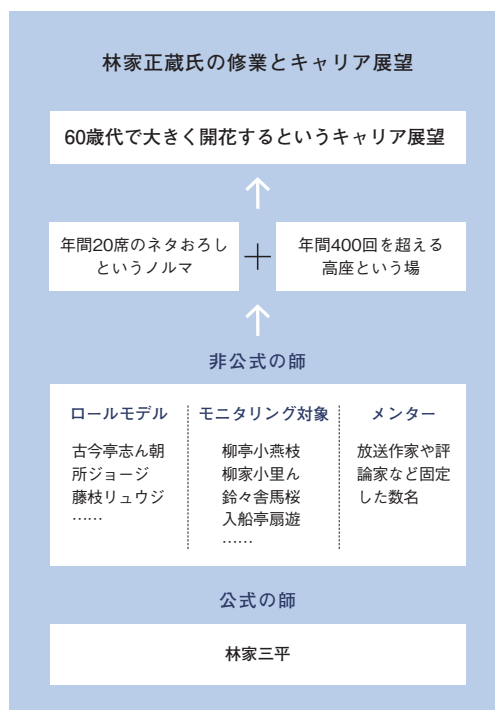 林家正蔵氏の修業とキャリア展望
60歳代で大きく開花するというキャリア展望
年間20席のネタおろし
というノルマ
+
年間400回を超える
高座という場
非公式の師
ロールモデル
古今亭志ん朝
所ジョージ
藤枝リュウジ
……
モニタリング対象
柳亭小燕枝
柳家小里ん
鈴々舎馬桜
入船亭扇遊
……
メンター
放送作家や評
論家など固定
した数名
公式の師
林家三平